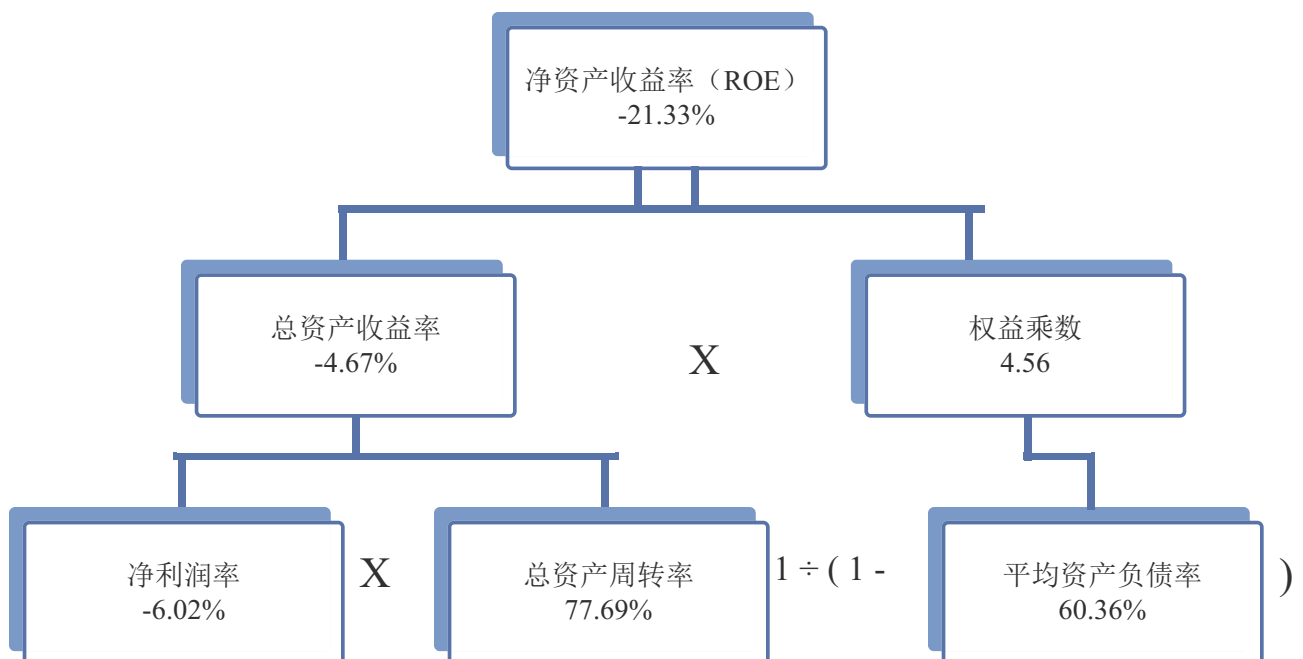 净资产收益率（ROE）
-21.33%
总资产收益率
-4.67%
X
权益乘数
4.56
净利润率
-6.02%
X
总资产周转率
77.69%
1 ÷ ( 1 -
平均资产负债率
60.36%
)